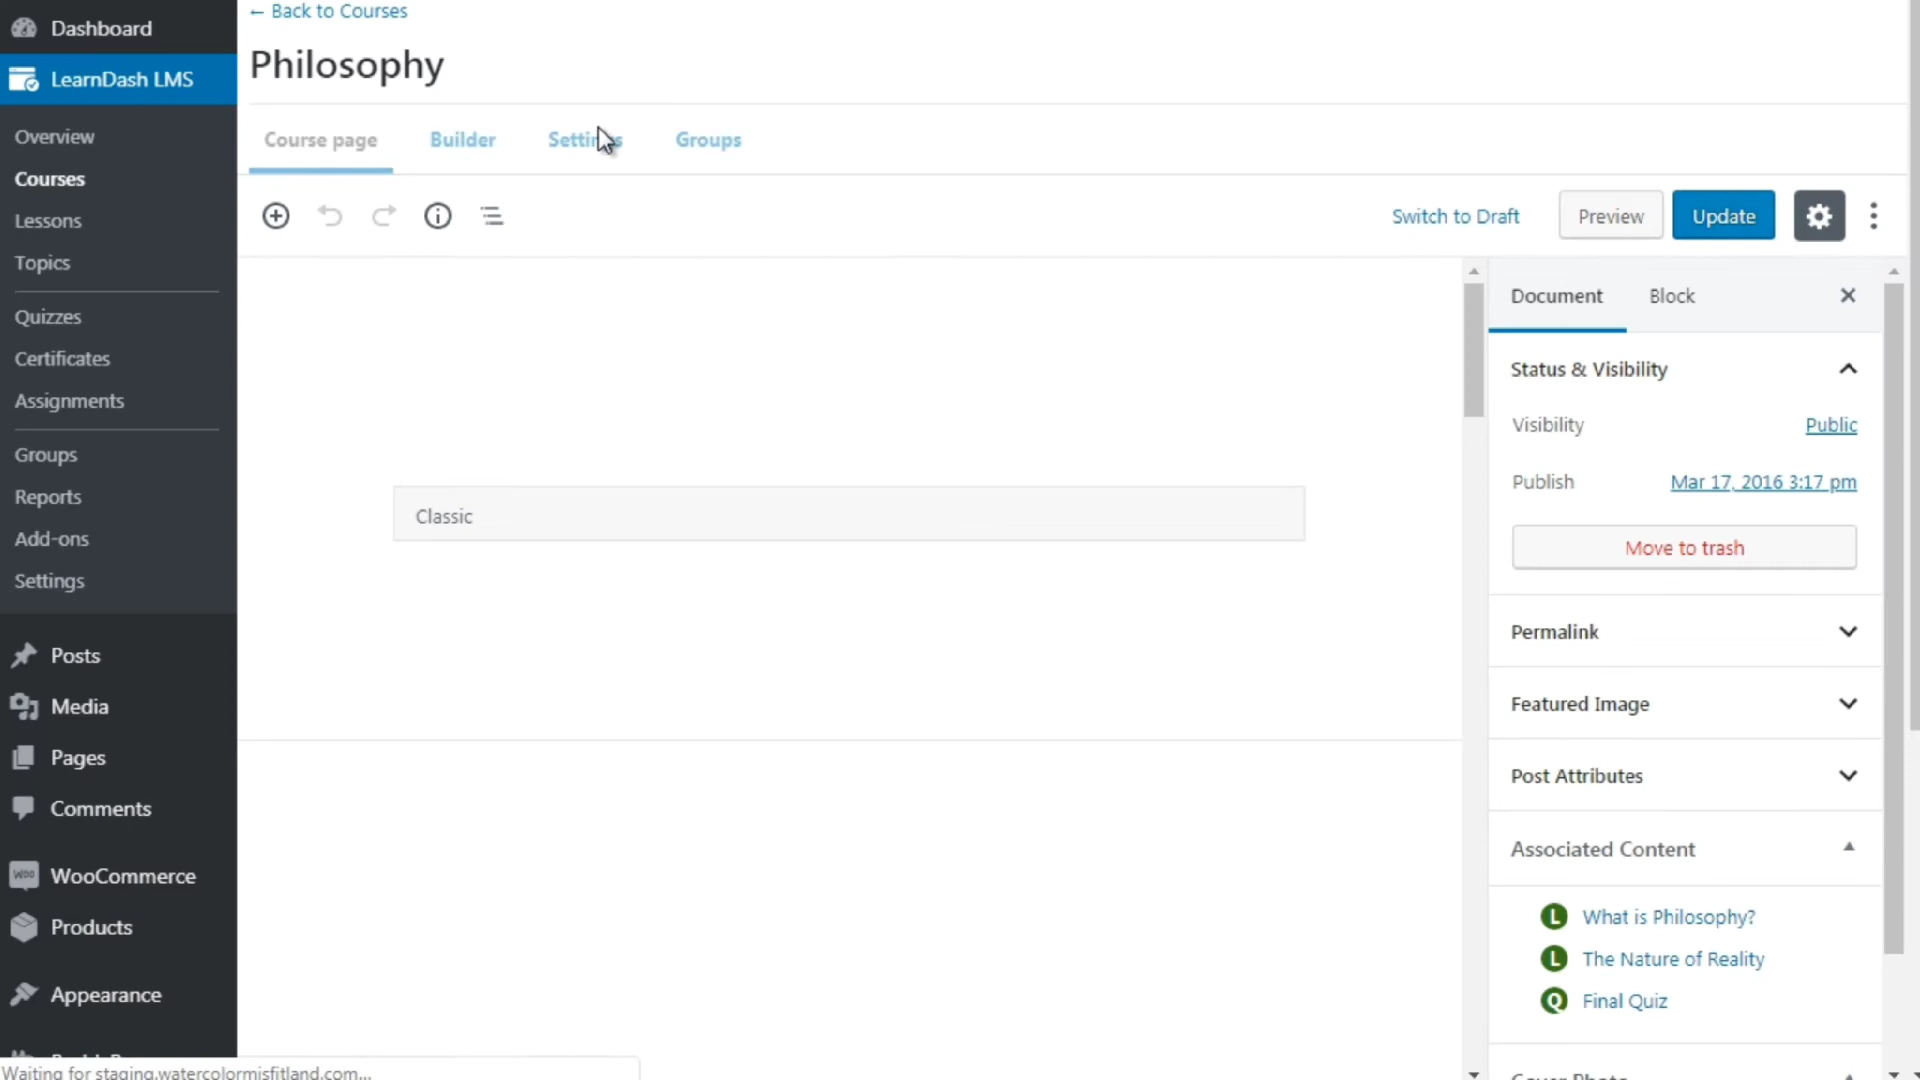 Dashboard
LearnDash LMS
Overview
Courses
Lessons
Topics
Quizzes
Certificates
Assignments
Groups
Reports
Add-ons
Settings
Posts
Media
Pages
Comments
WooCommerce
Products
Appearance
Waiting for staging.watercolormisfitland.com...
← Back to Courses
Philosophy
Course page Builder Settings Groups
Switch to Draft Preview Update
Classic
Document Block
Status & Visibility
Visibility Public
Publish Mar 17, 2016 3:17 pm
Move to trash
Permalink
Featured Image
Post Attributes
Associated Content
L What is Philosophy?
L The Nature of Reality
Q Final Quiz
Cover Photo